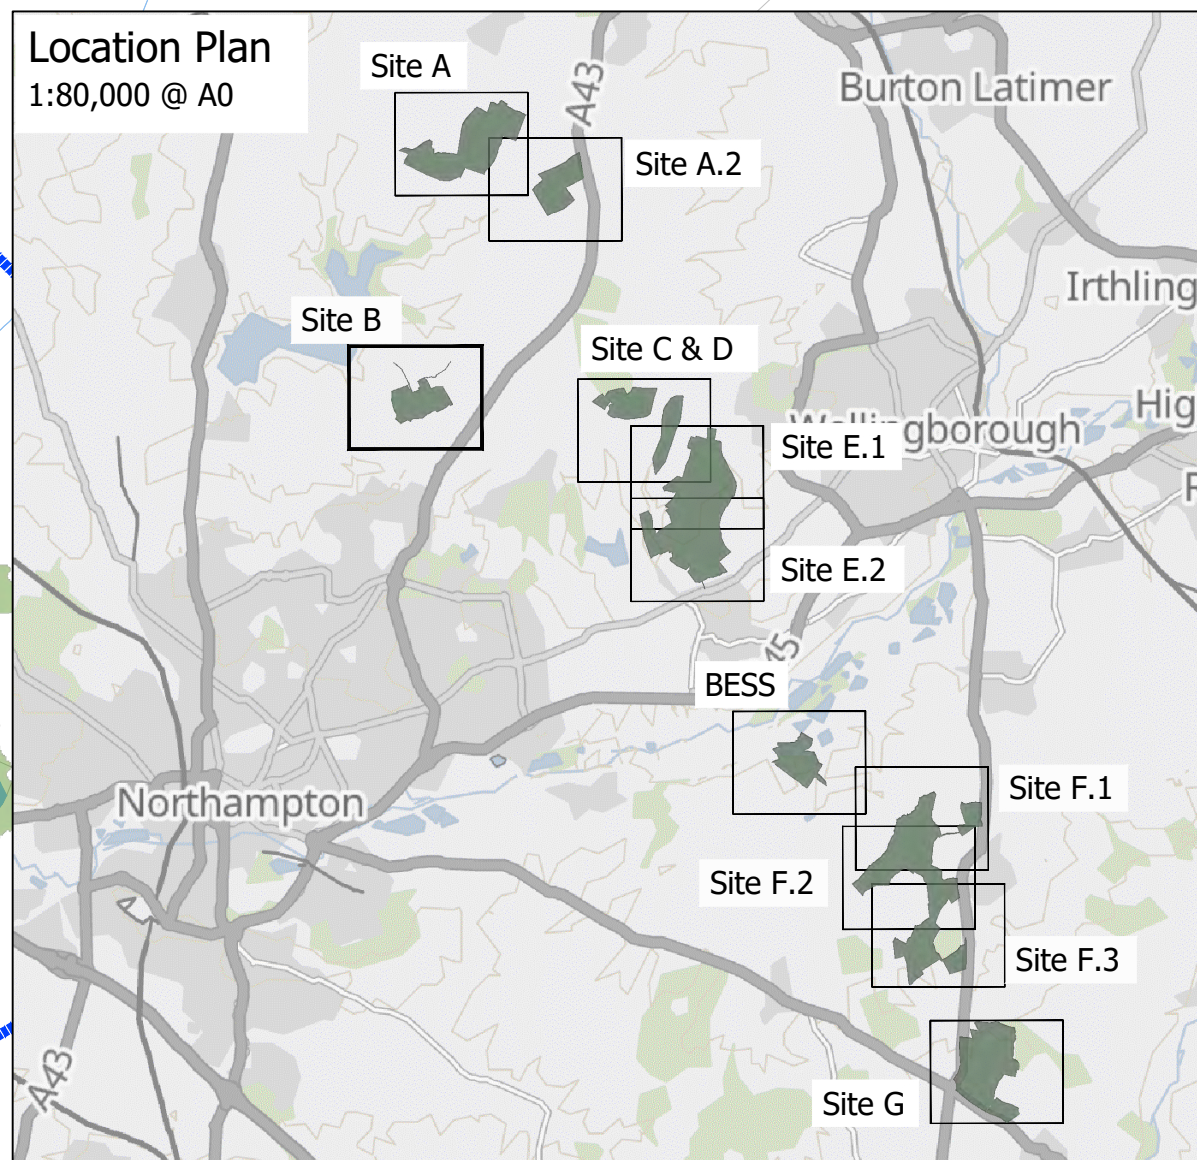 Location Plan
1:80,000 @ A0
Site A
A43
Burton Latimer
Site A.2
Irthling
Site B
Site C & D
Hig
Wellingborough
Site E.1
R
Site E.2
BESS
Northampton
Site F.1
Site F.2
Site F.3
A43
Site G